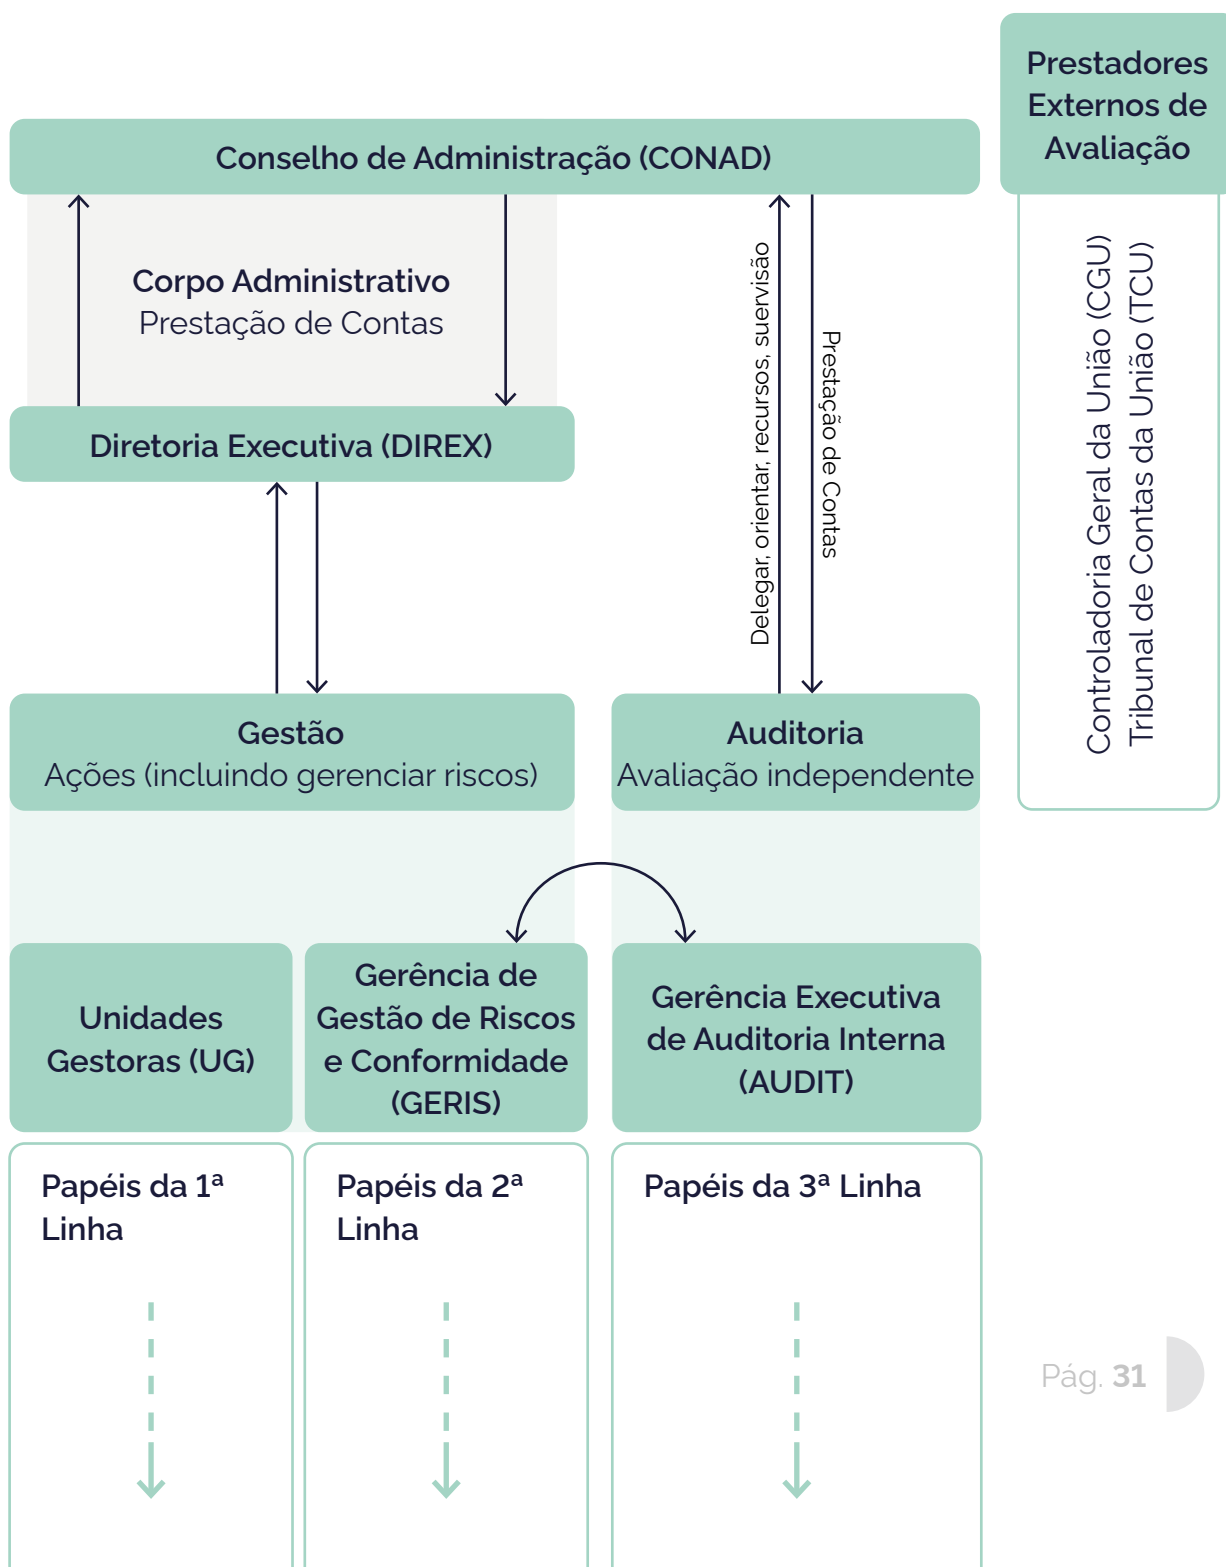 Prestadores
Externos de
Avaliação
Conselho de Administração (CONAD)
Corpo Administrativo
Prestação de Contas
Delegar, orientar, recursos, suervisão
Prestação de Contas
Controladoria Geral da União (CGU)
Tribunal de Contas da União (TCU)
Diretoria Executiva (DIREX)
Gestão
Ações (incluindo gerenciar riscos)
Auditoria
Avaliação independente
Unidades
Gestoras (UG)
Gerência de
Gestão de Riscos
e Conformidade
(GERIS)
Gerência Executiva
de Auditoria Interna
(AUDIT)
Papéis da 1ª
Linha
Papéis da 2ª
Linha
Papéis da 3ª Linha
Pág. 31